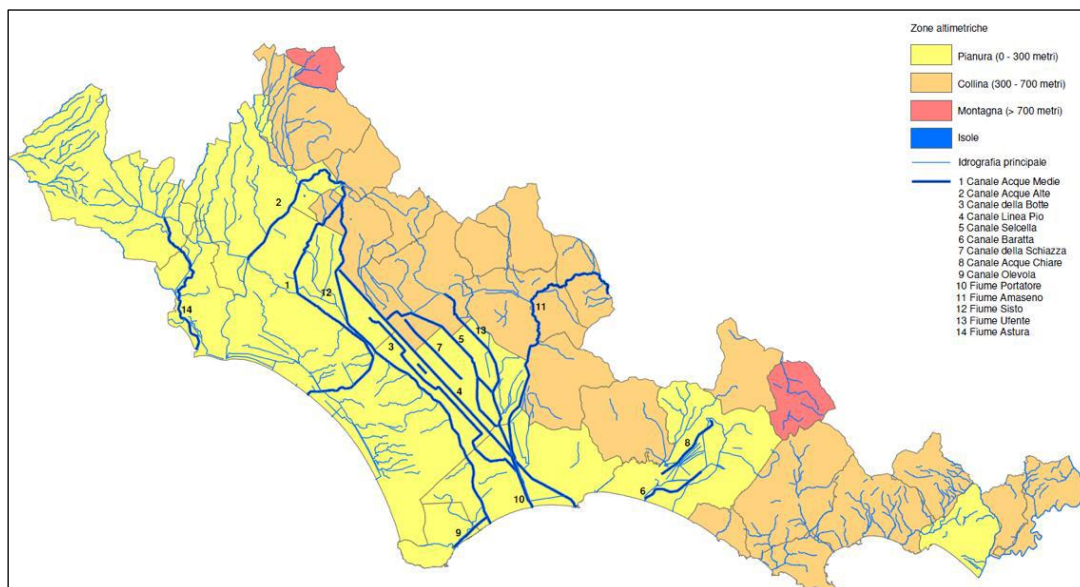 Zone altimetriche
Pianura (0 - 300 metri)
Collina (300 - 700 metri)
Montagna (> 700 metri)
Isole
Idrografia principale
1 Canale Acque Medie
2 Canale Acque Alte
3 Canale della Botte
4 Canale Linea Pio
5 Canale Selcella
6 Canale Baratta
7 Canale della Schiazza
8 Canale Acque Chiare
9 Canale Olevola
10 Fiume Portatore
11 Fiume Amaseno
12 Fiume Sisto
13 Fiume Ufente
14 Fiume Astura
2
1
12
14
11
13
3
5
7
4
8
6
10
9